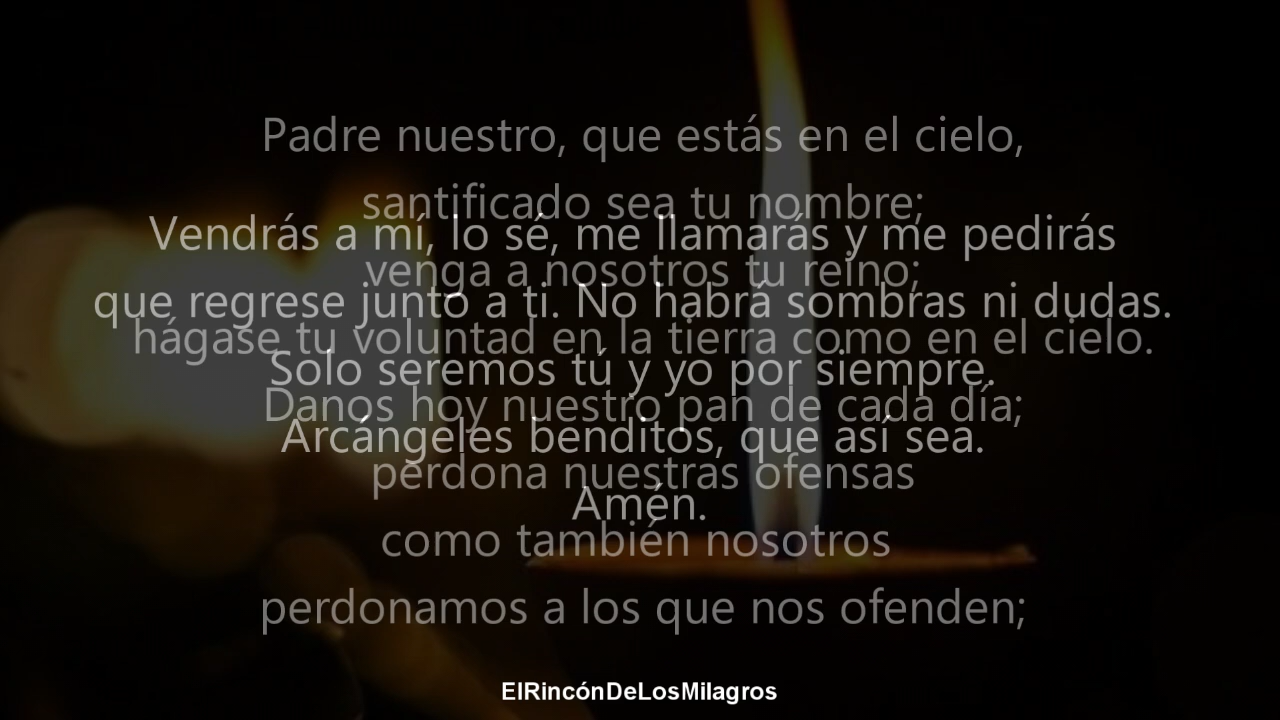 Padre nuestro, que estás en el cielo,
santificado sea tu nombre;
Vendrás a mí, lo sé, me llamarás y me pedirás
venga a nosotros tu reino;
que regrese junto a ti. No habrá sombras ni dudas.
hágase tu voluntad en la tierra como en el cielo.
Solo seremos tú y yo por siempre.
Danos hoy nuestro pan de cada día;
Arcángeles benditos, que así sea.
perdona nuestras ofensas
Amén.
como también nosotros
perdonamos a los que nos ofenden;
ElRincónDeLosMilagros